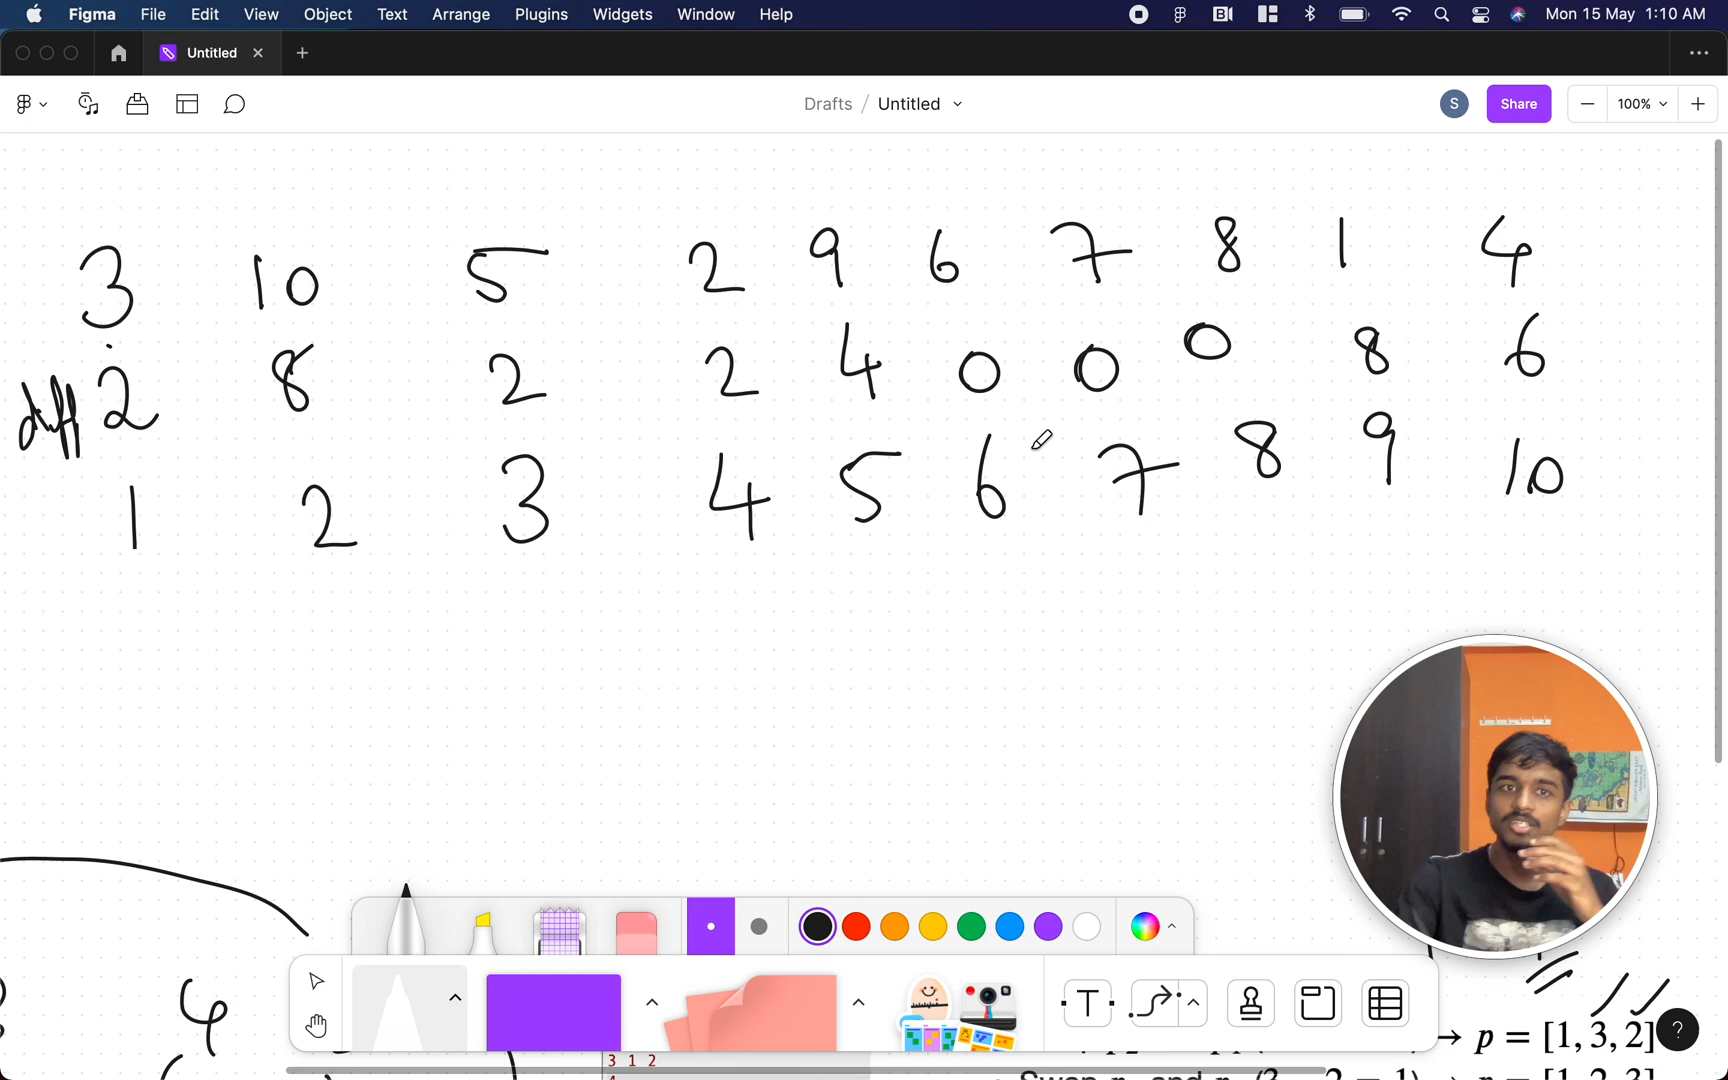 Figma File Edit View Object Text Arrange Plugins Widgets Window Help Mon 15 May 1:10 AM
Untitled
Drafts / Untitled S Share 100%
3 10 5 2 9 6 7 8 1 4
diff 2 8 2 2 4 0 0 0 8 6
1 2 3 4 5 6 7 8 9 10
4
T
→ p = [1, 3, 2] ?
3 1 2